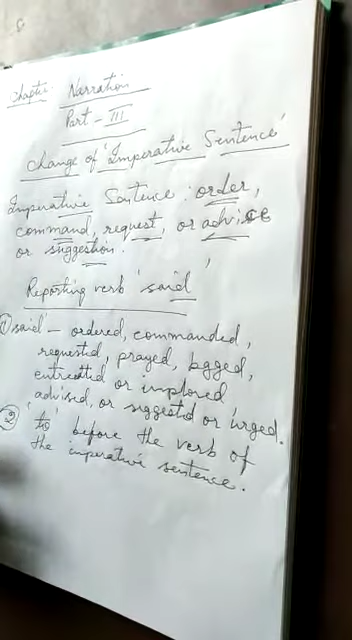 Chapter: Narration
Part - III
Change of 'Imperative Sentence'
Imperative Sentence: order,
command, request, or advice
or suggestion.
Reporting verb 'said'
① said' - ordered, commanded,
requested, prayed, begged,
entreated or implored
advised, or suggested or urged.
② 'to' before the verb of
the imperative sentence.